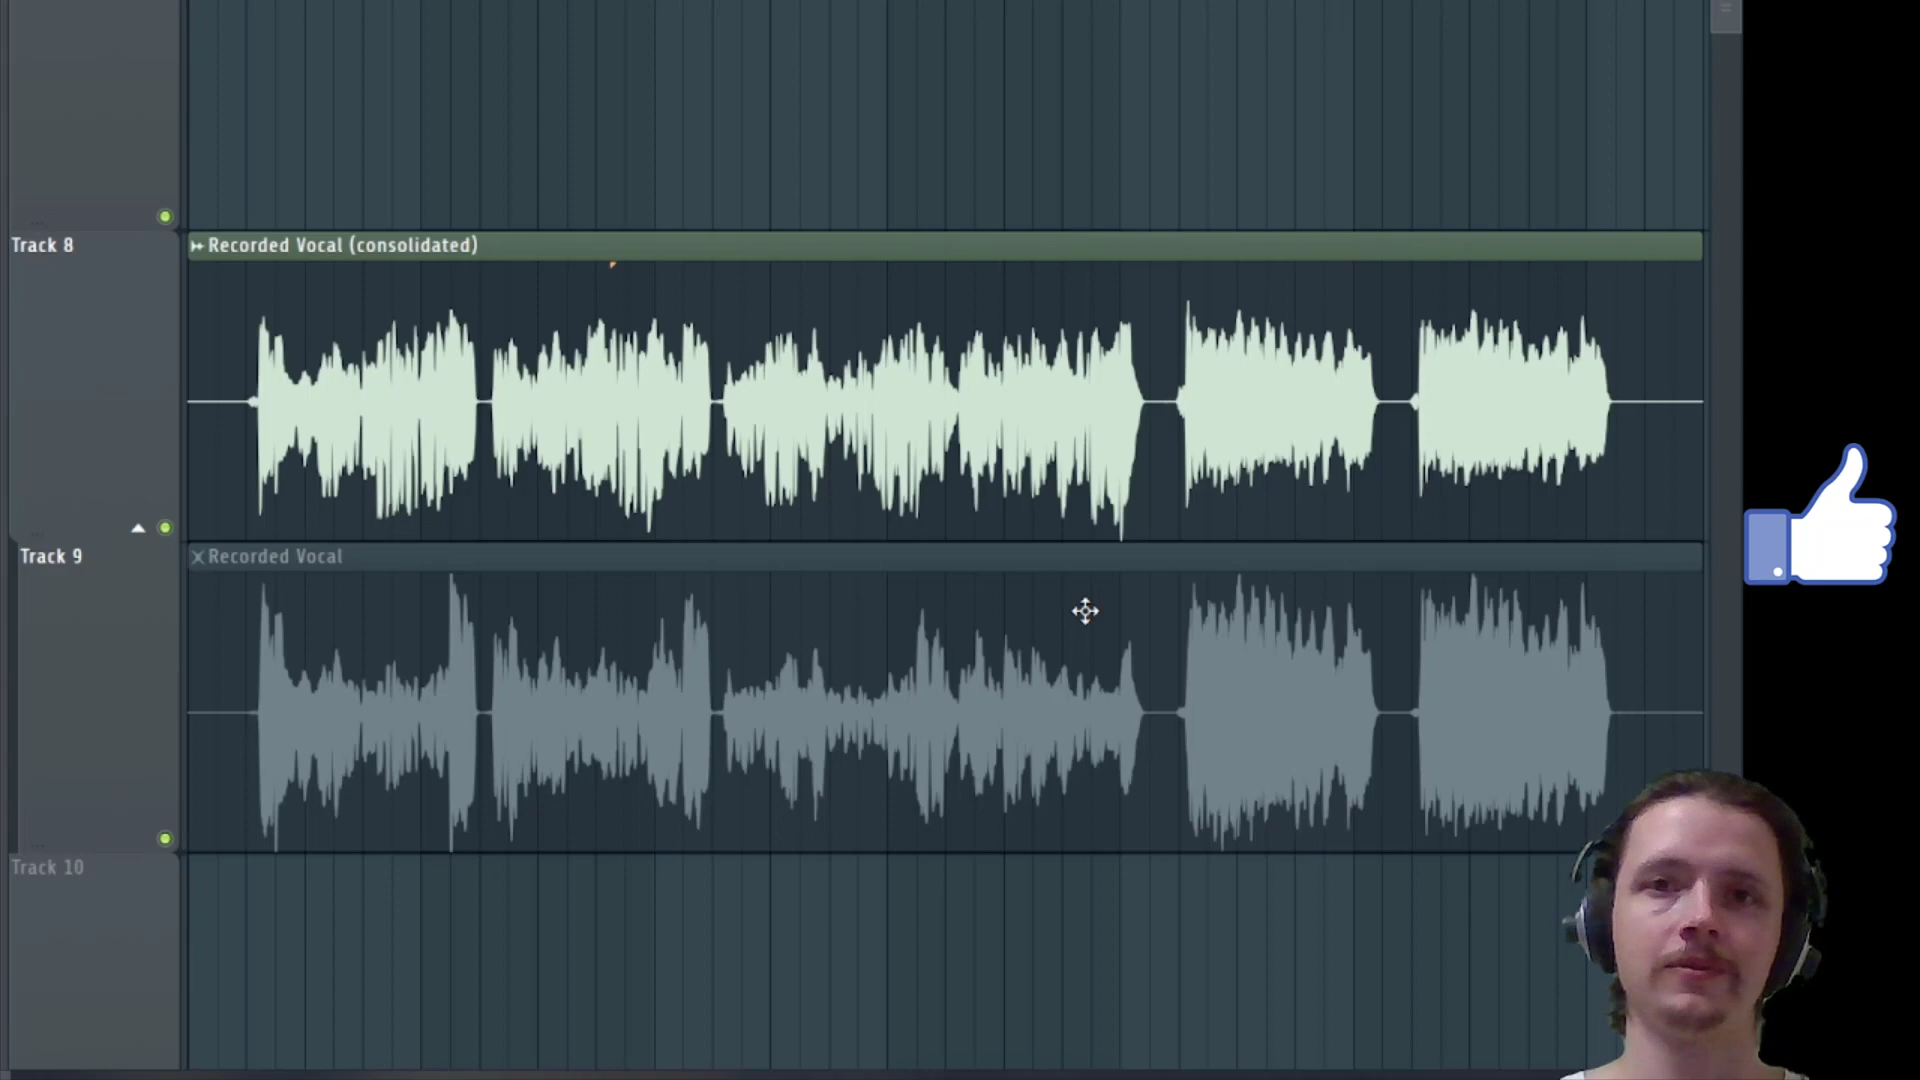 Track 8
Recorded Vocal (consolidated)
Track 9
Recorded Vocal
Track 10